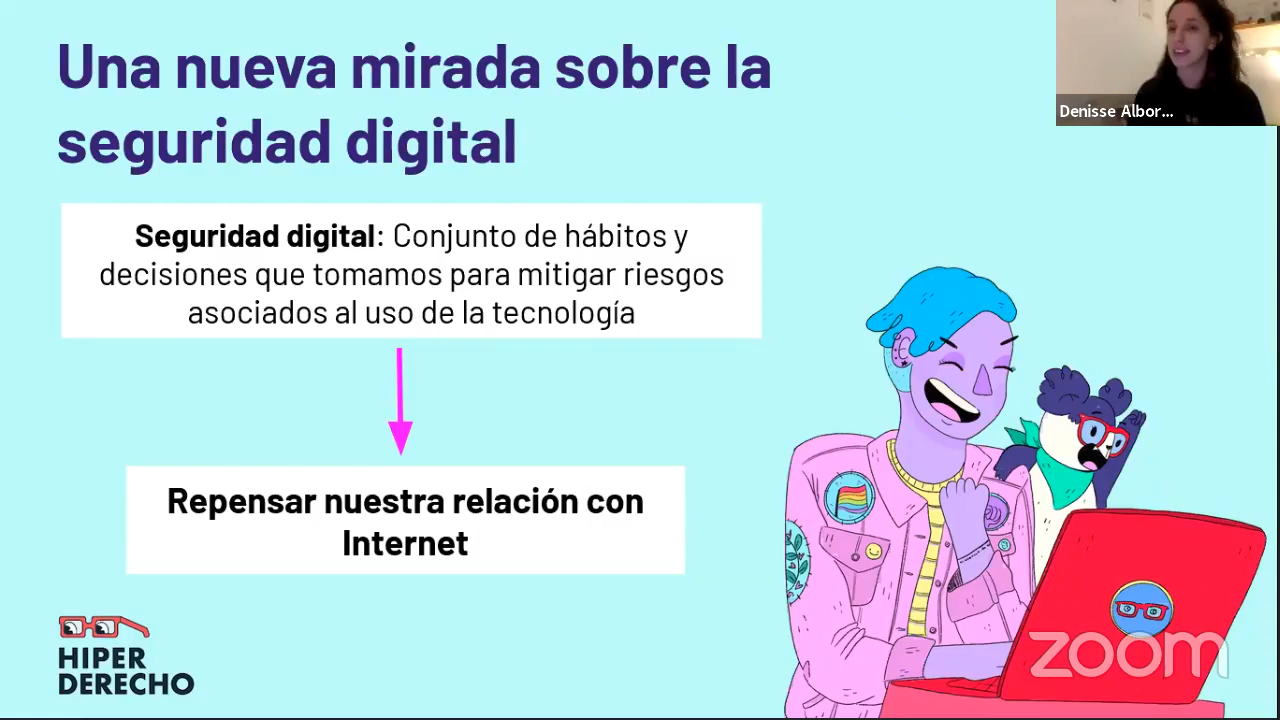 Una nueva mirada sobre la
seguridad digital
Denisse Albor...
Seguridad digital: Conjunto de hábitos y
decisiones que tomamos para mitigar riesgos
asociados al uso de la tecnología
Repensar nuestra relación con
Internet
HIPER
DERECHO
zoom